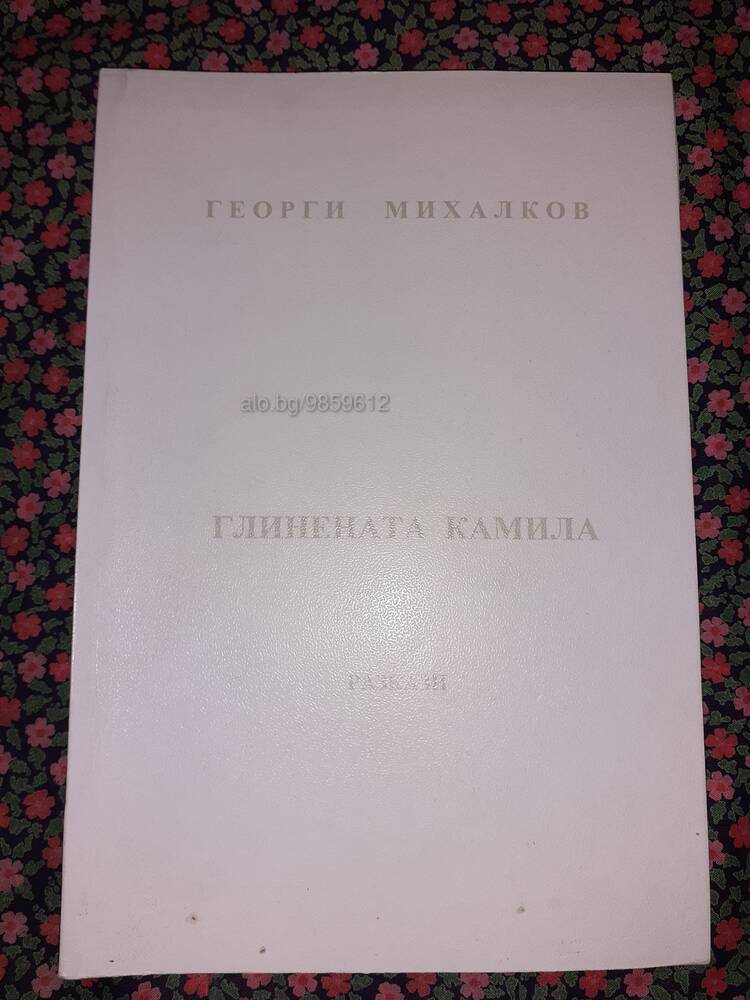 ГЕОРГИ МИХАЛКОВ
alo.bg/9859612
ГЛИНЕНАТА КАМИЛА
РАЗКАЗИ